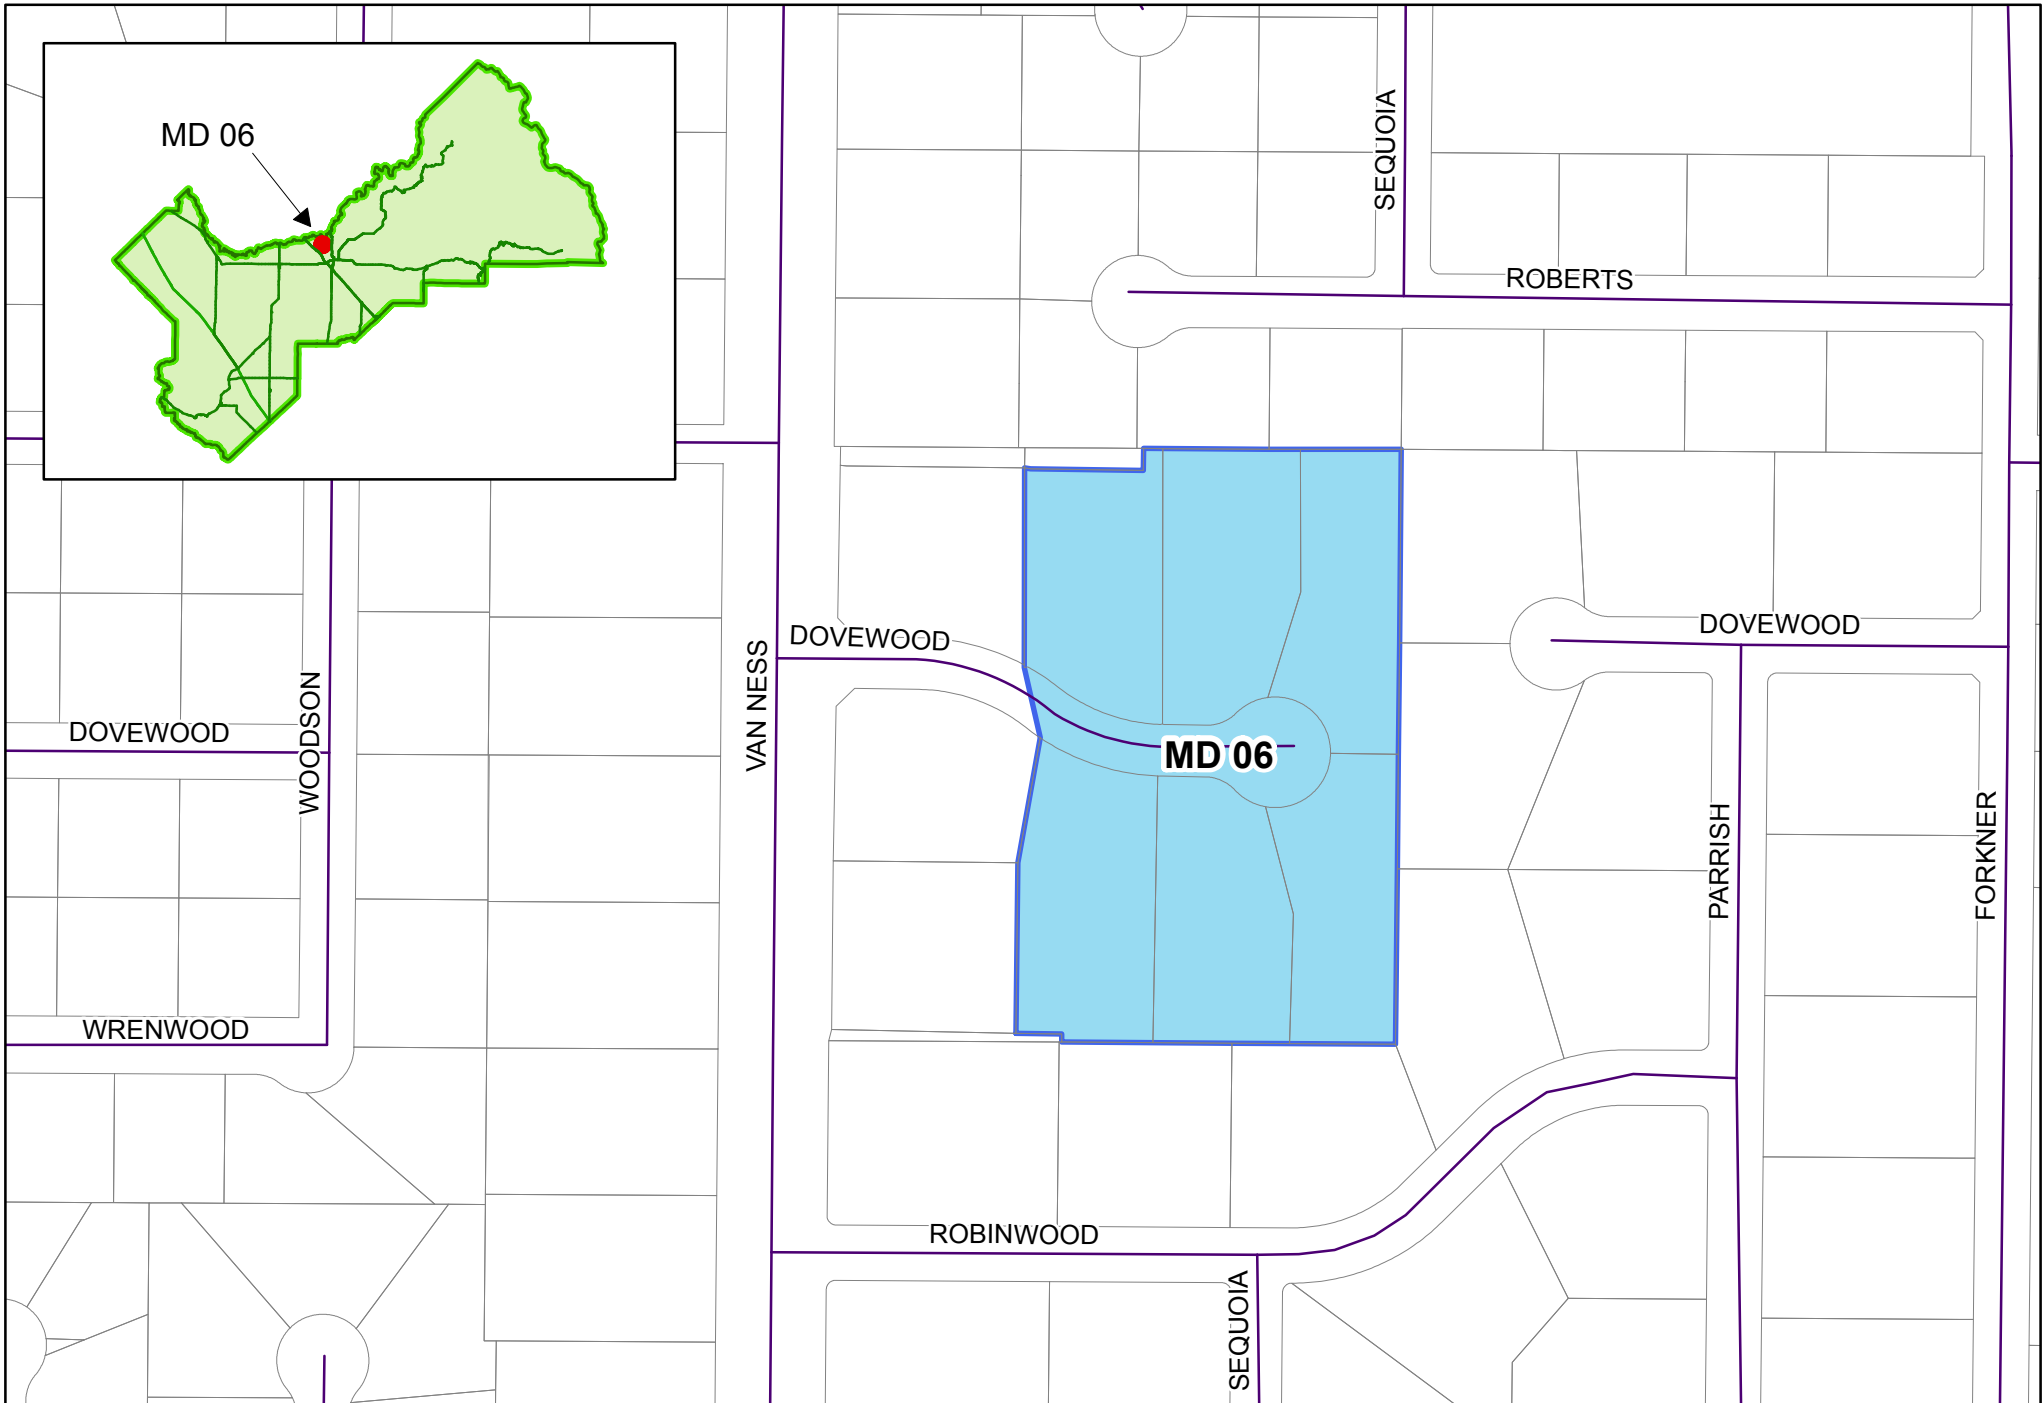 MD 06
SEQUOIA
ROBERTS
DOVEWOOD
DOVEWOOD
VAN NESS
WOODSON
DOVEWOOD
MD 06
PARRISH
FORKNER
WRENWOOD
ROBINWOOD
SEQUOIA